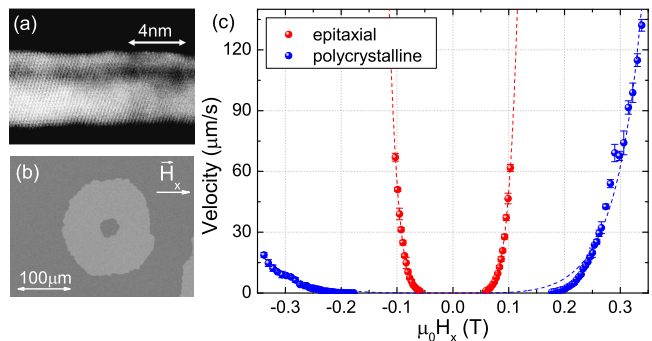 (a)
4nm
(b)
H⃗x
100μm
(c)
epitaxial
polycrystalline
Velocity (μm/s)
120
90
60
30
0
-0.3 -0.2 -0.1 0.0 0.1 0.2 0.3
μ₀Hₓ (T)